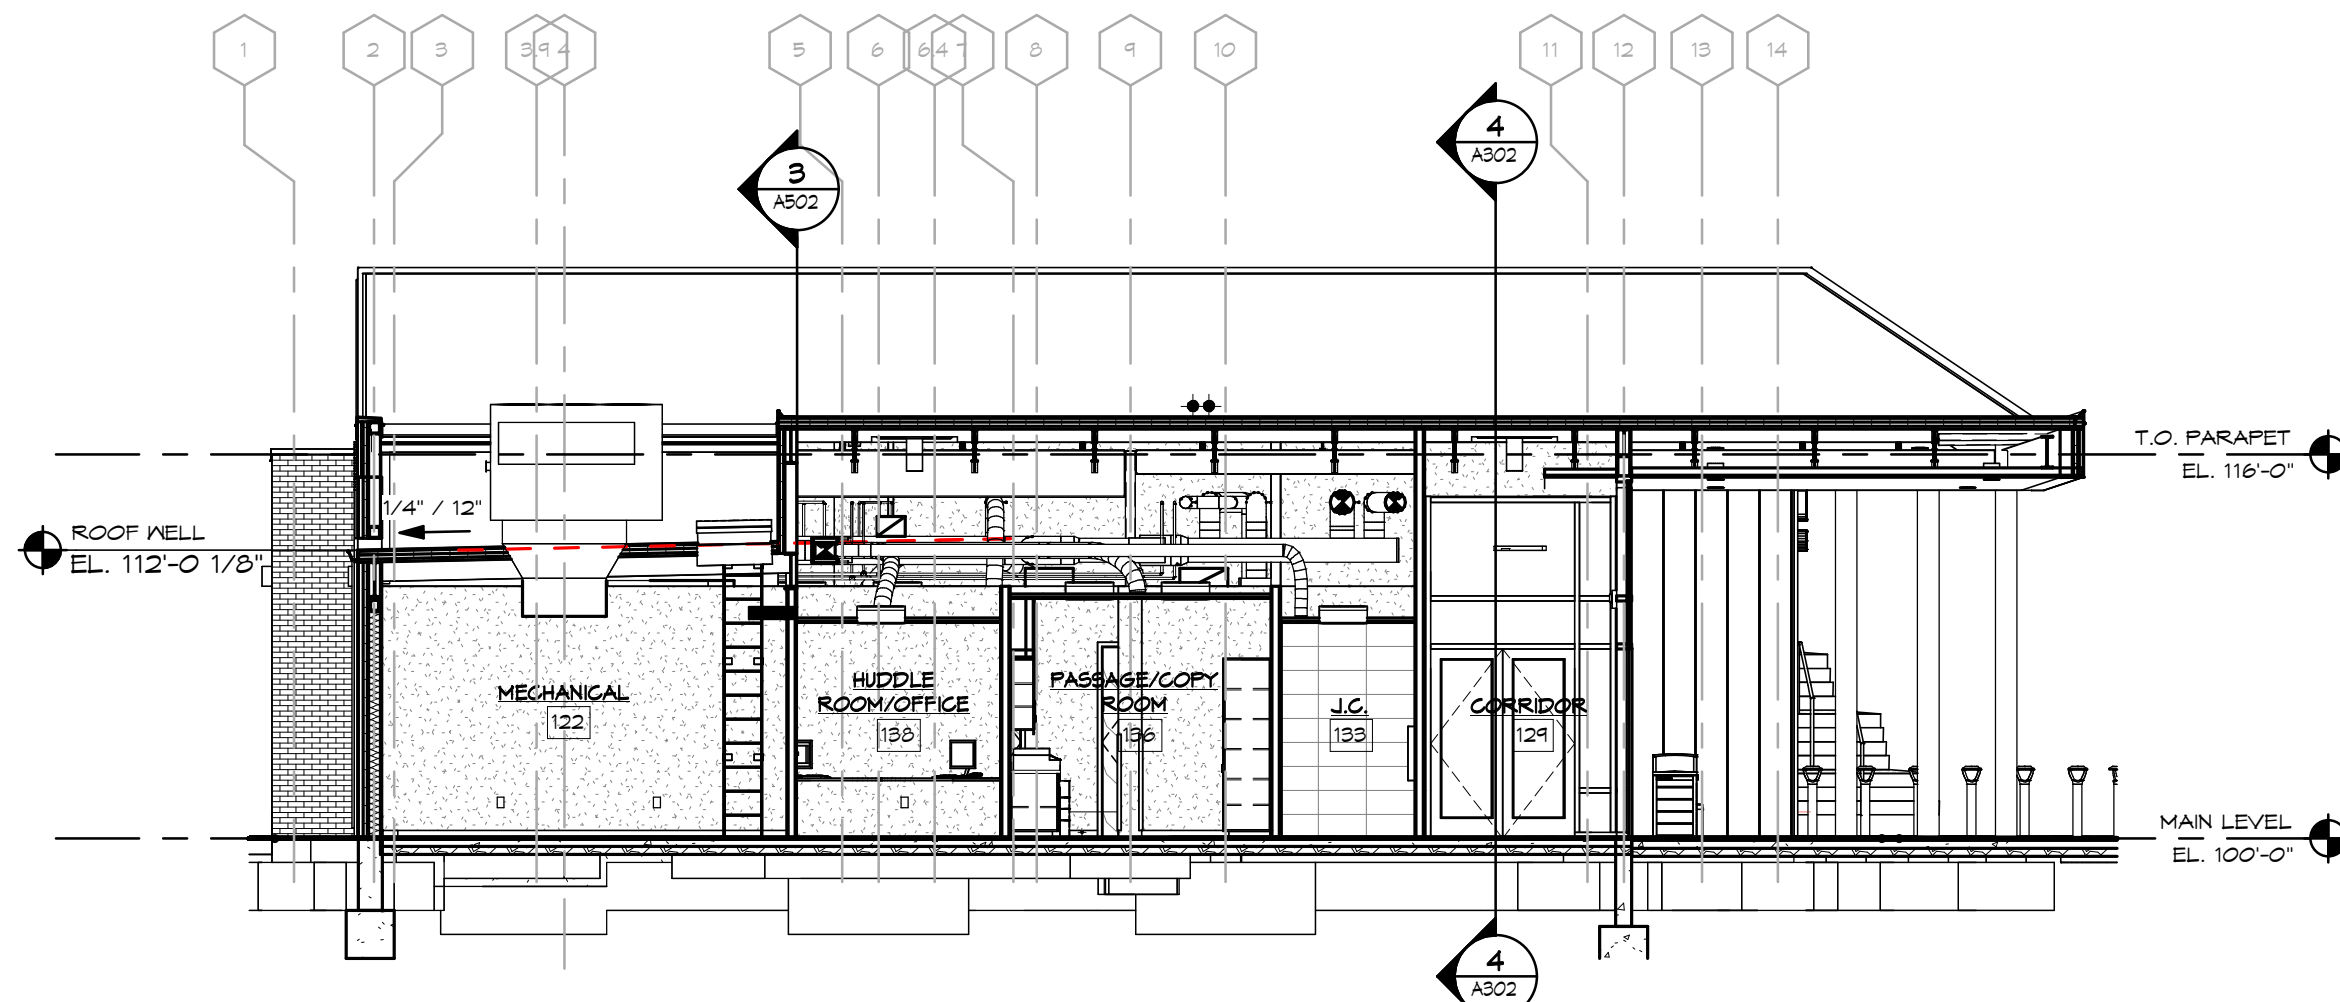 1
2
3
3.9
4
5
6
6.4
7
8
9
10
11
12
13
14
3
A502
4
A302
T.O. PARAPET
EL. 116'-0"
1/4" / 12"
ROOF WELL
EL. 112'-0 1/8"
MECHANICAL
122
HUDDLE
ROOM/OFFICE
138
PASSAGE/COPY
ROOM
136
J.C.
133
CORRIDOR
129
MAIN LEVEL
EL. 100'-0"
4
A302